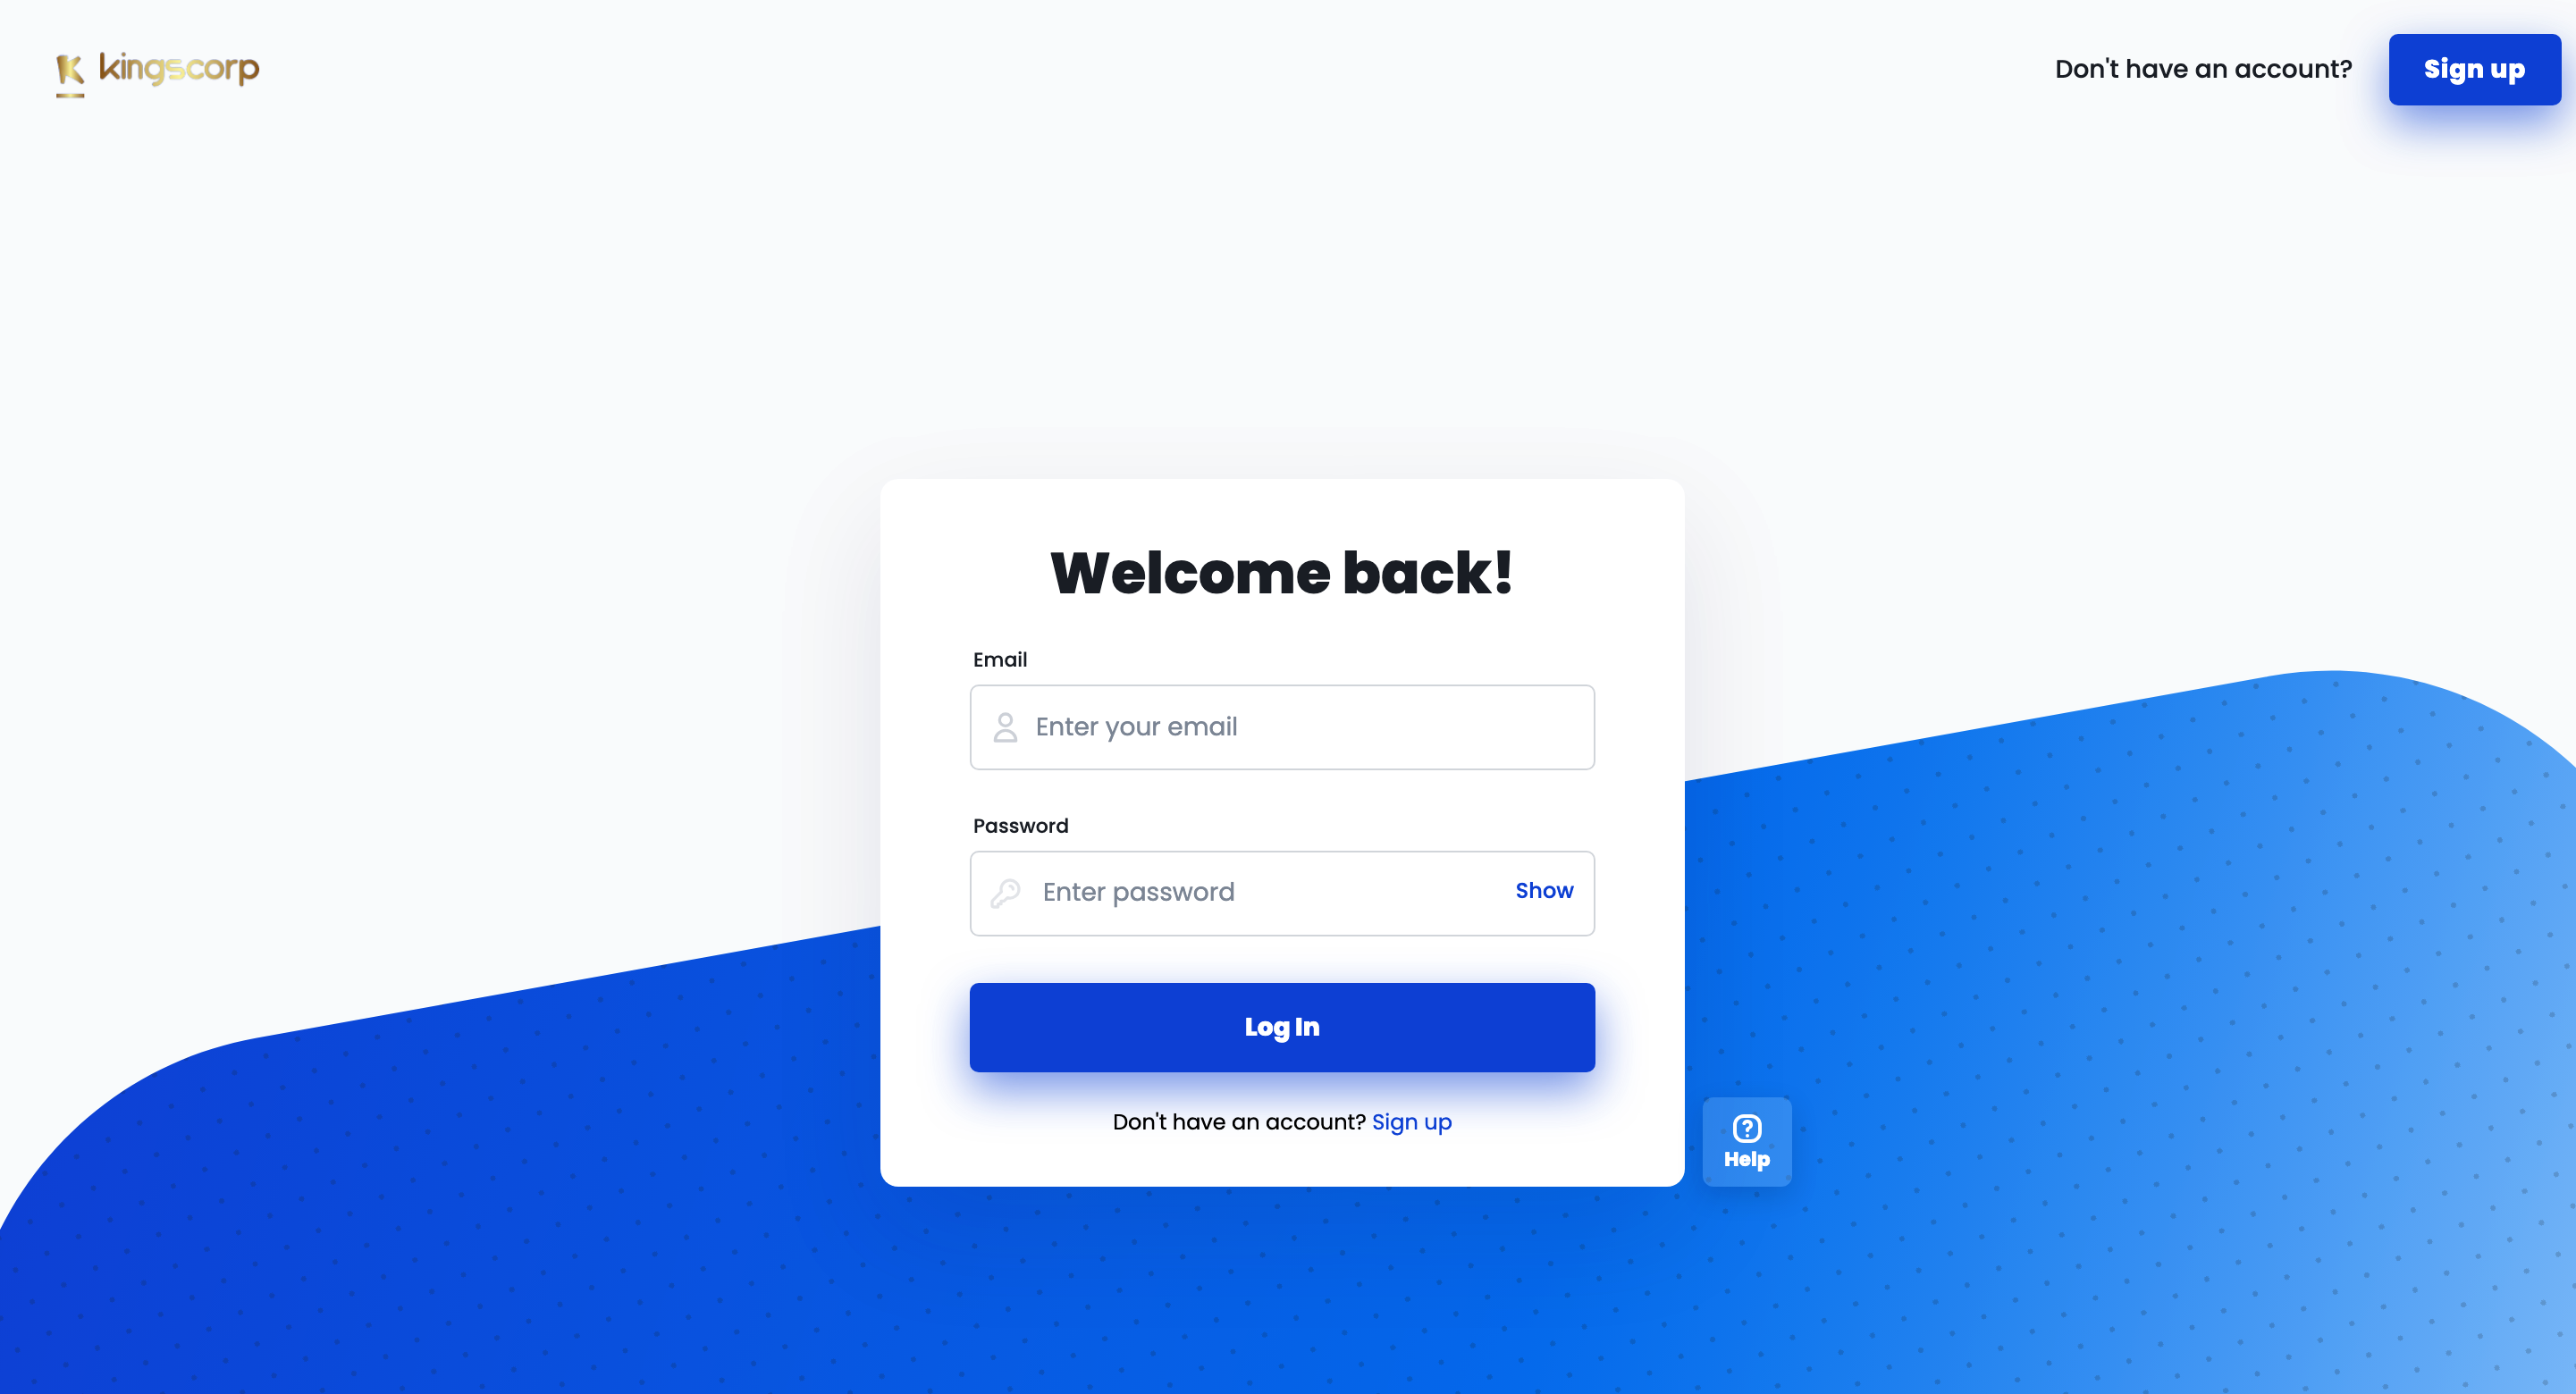 kingscorp
Don't have an account?
Sign up
Welcome back!
Email
Enter your email
Password
Enter password
Show
Log In
Don't have an account? Sign up
Help